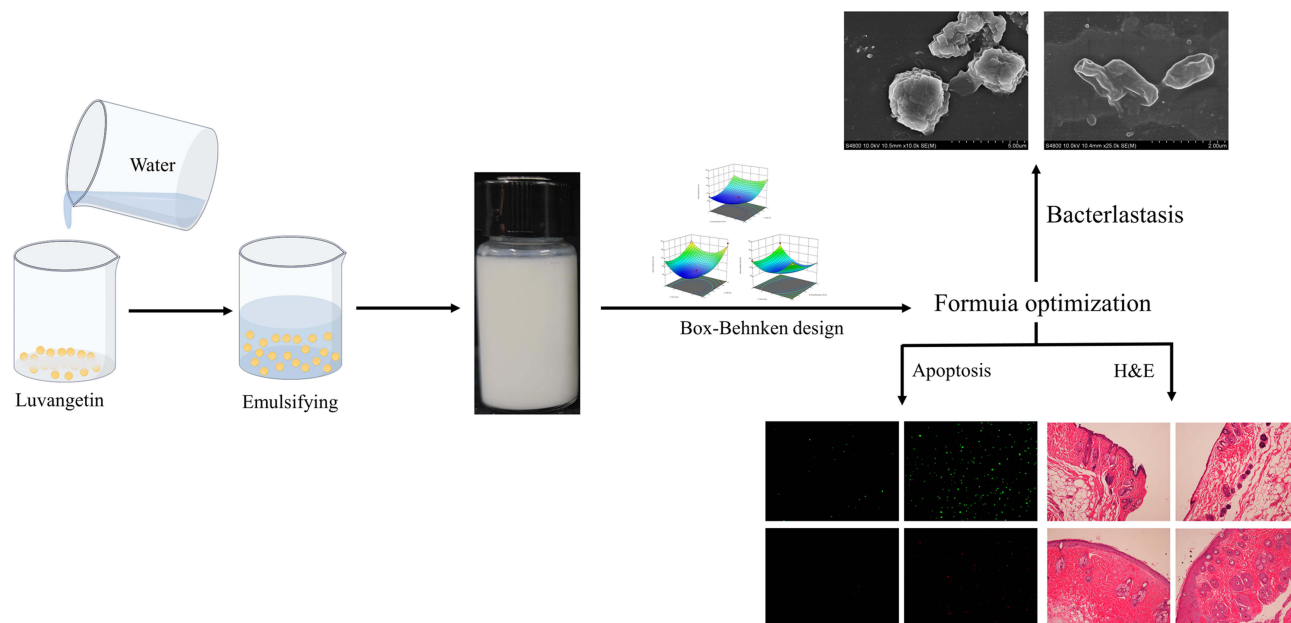 Water
Luvangetin
Emulsifying
Box-Behnken design
S4800 10.0kV 10.5mm x10.0k SE(M)
5.00um
S4800 10.0kV 10.4mm x25.0k SE(M)
2.00um
Bacterlastasis
Formuia optimization
Apoptosis
H&E